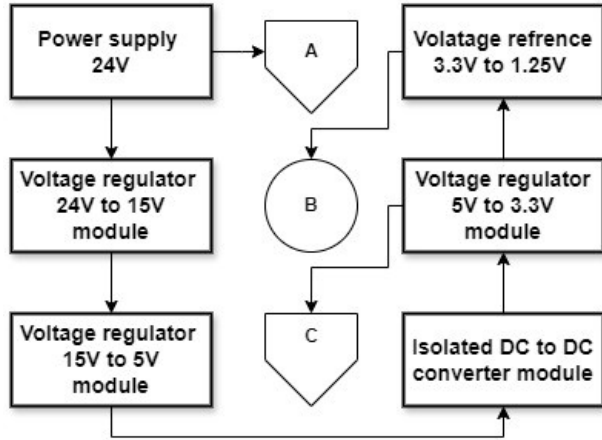 Power supply
24V
A
Volatage refrence
3.3V to 1.25V
Voltage regulator
24V to 15V
module
B
Voltage regulator
5V to 3.3V
module
Voltage regulator
15V to 5V
module
C
Isolated DC to DC
converter module